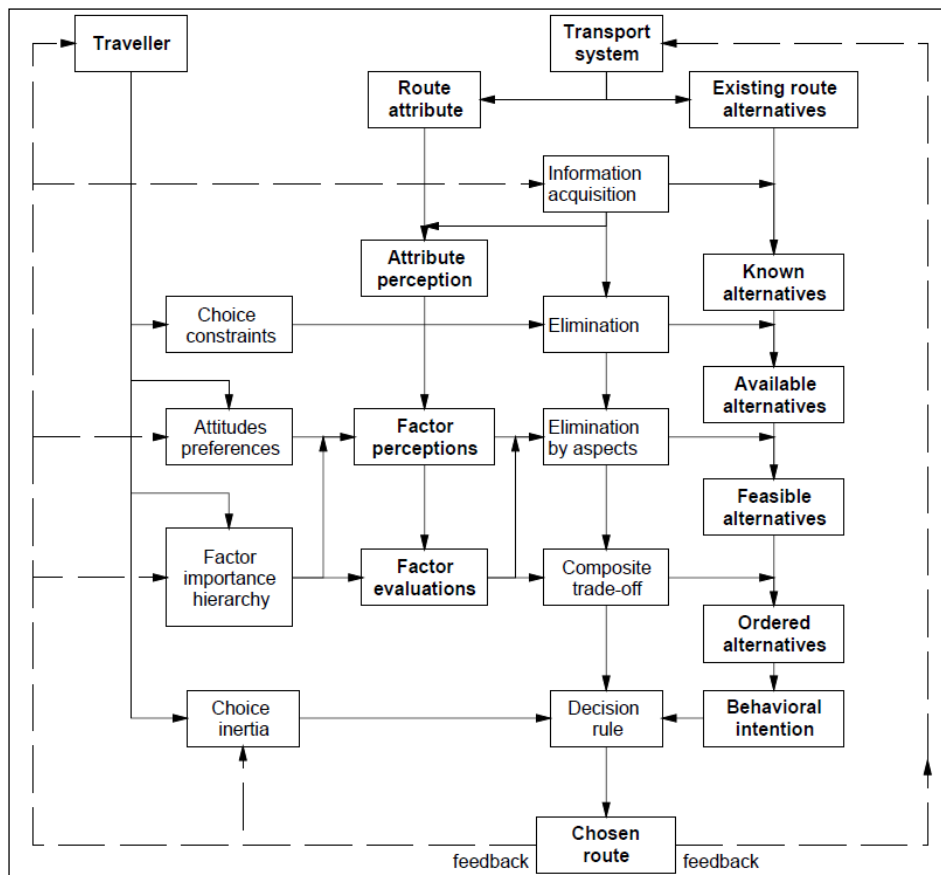 Traveller
Transport
system
Route
attribute
Existing route
alternatives
Information
acquisition
Attribute
perception
Known
alternatives
Choice
constraints
Elimination
Available
alternatives
Attitudes
preferences
Factor
perceptions
Elimination
by aspects
Feasible
alternatives
Factor
importance
hierarchy
Factor
evaluations
Composite
trade-off
Ordered
alternatives
Choice
inertia
Decision
rule
Behavioral
intention
Chosen
route
feedback
feedback